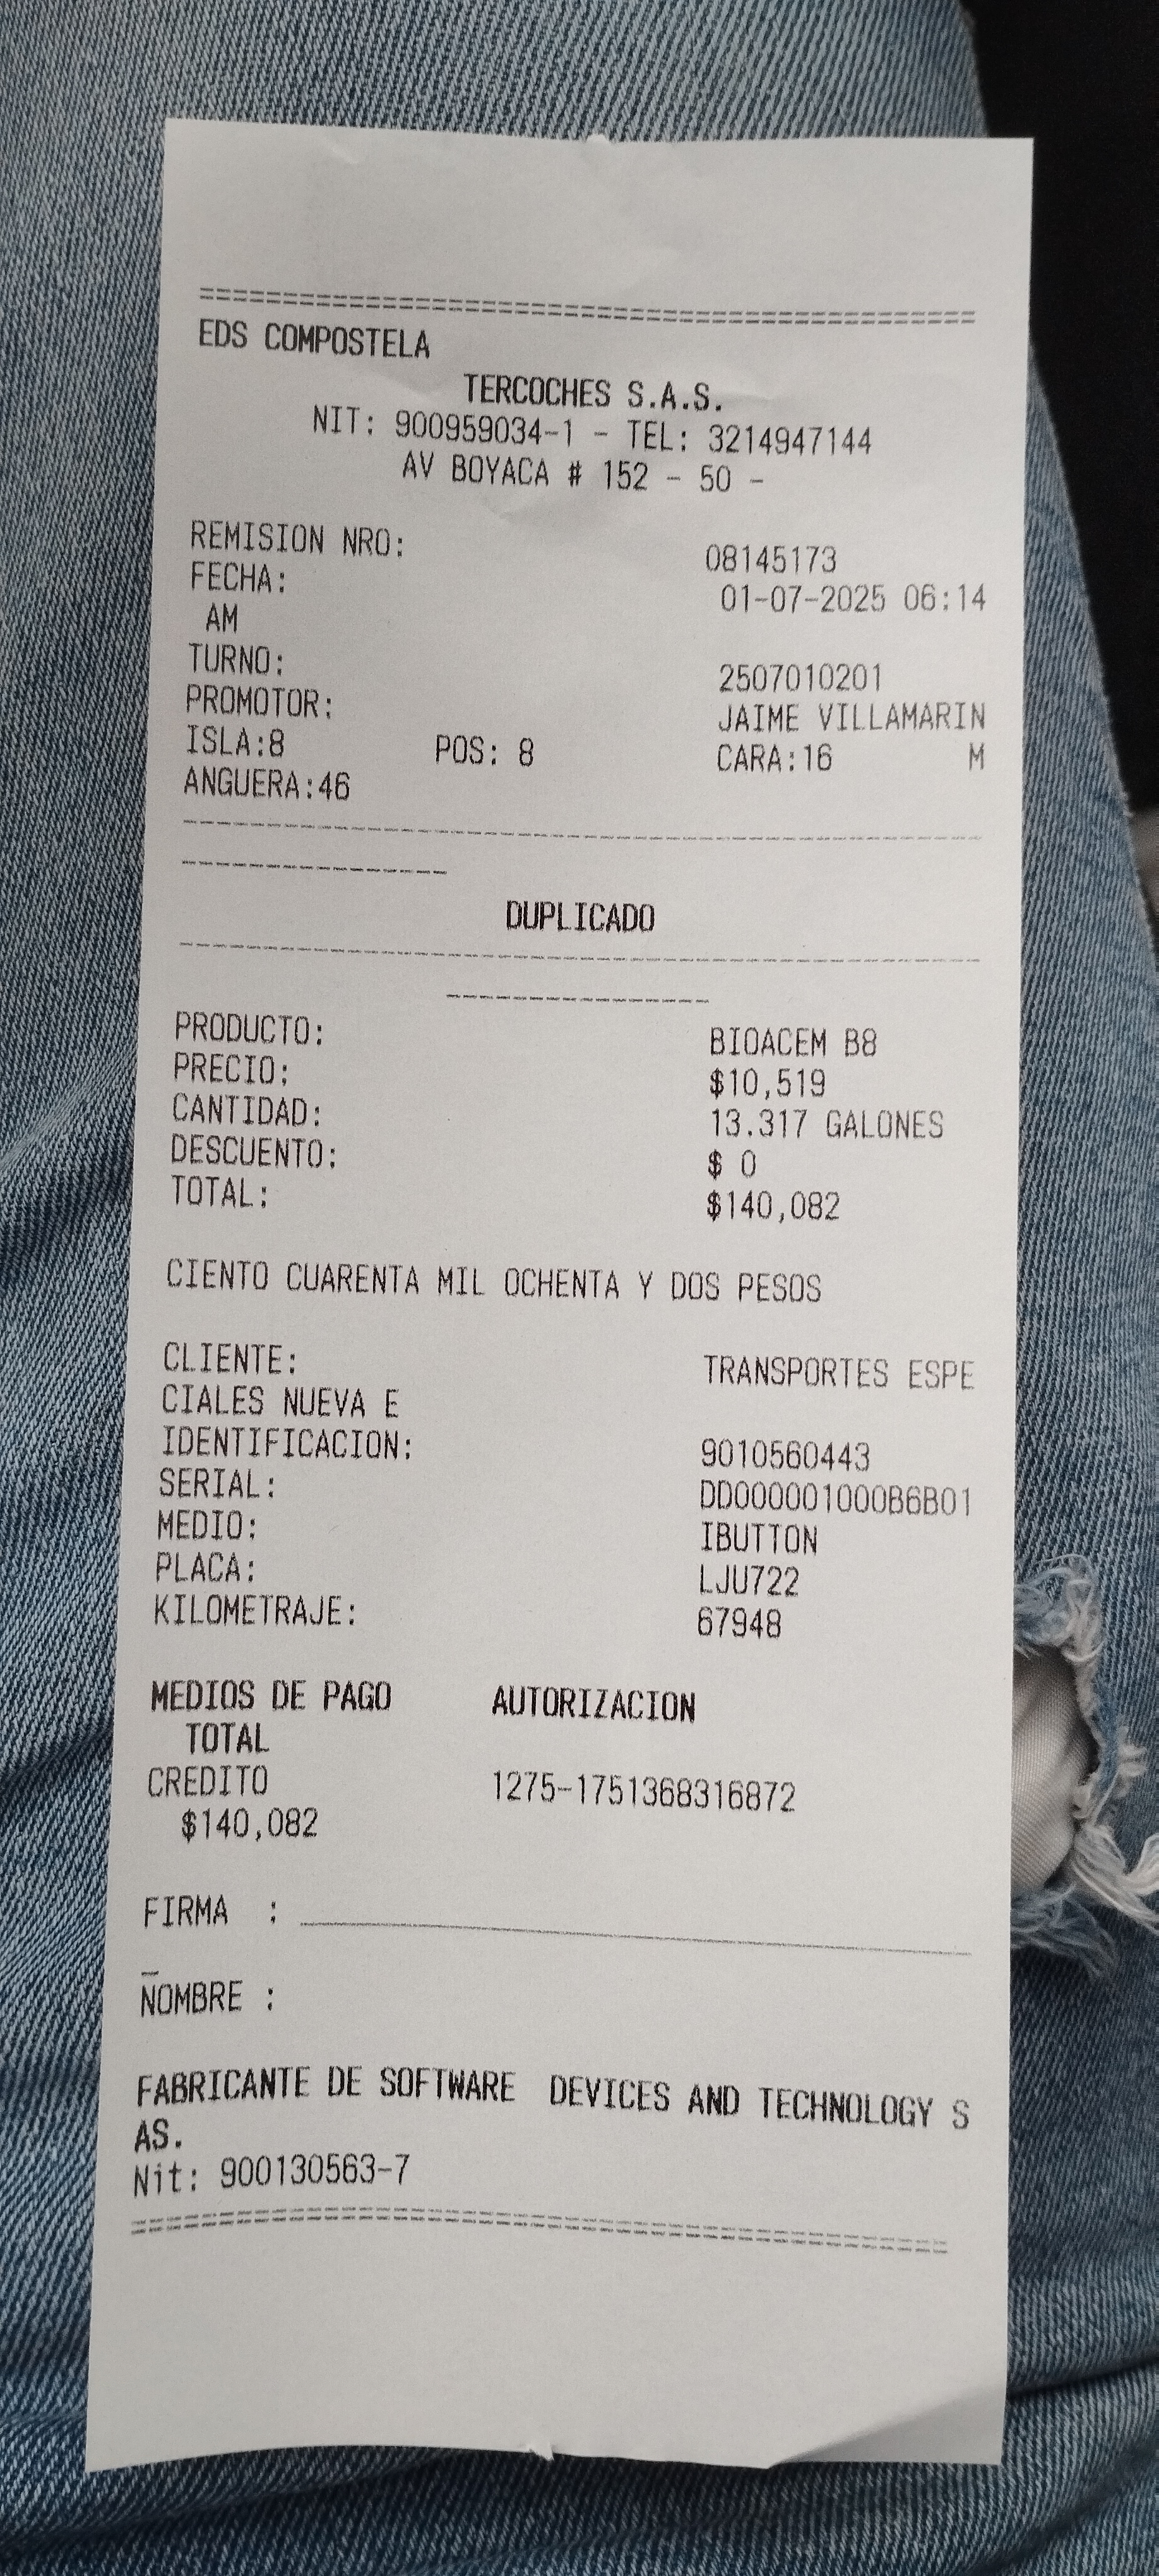 ================================================
EDS COMPOSTELA
TERCOCHES S.A.S.
NIT: 900959034-1 - TEL: 3214947144
AV BOYACA # 152 - 50 -
REMISION NRO: 08145173
FECHA: 01-07-2025 06:14
AM
TURNO: 2507010201
PROMOTOR: JAIME VILLAMARIN
ISLA:8 POS: 8 CARA:16 M
ANGUERA:46
DUPLICADO
PRODUCTO: BIOACEM B8
PRECIO: $10,519
CANTIDAD: 13.317 GALONES
DESCUENTO: $ 0
TOTAL: $140,082
CIENTO CUARENTA MIL OCHENTA Y DOS PESOS
CLIENTE: TRANSPORTES ESPE
CIALES NUEVA E
IDENTIFICACION: 9010560443
SERIAL: DD000001000B6B01
MEDIO: IBUTTON
PLACA: LJU722
KILOMETRAJE: 67948
MEDIOS DE PAGO AUTORIZACION
TOTAL
CREDITO 1275-1751368316872
$140,082
FIRMA : ______________________
_
NOMBRE :
FABRICANTE DE SOFTWARE DEVICES AND TECHNOLOGY S
AS.
Nit: 900130563-7
================================================